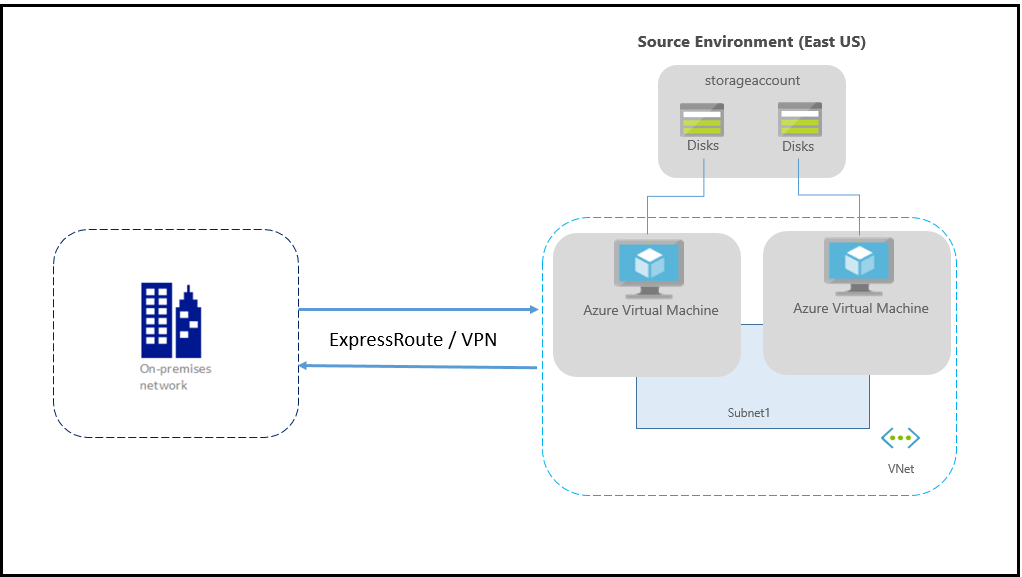 Source Environment (East US)
storageaccount
Disks
Disks
Azure Virtual Machine
Azure Virtual Machine
ExpressRoute / VPN
On-premises
network
Subnet1
VNet